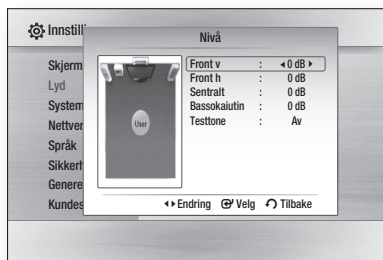 Innstill
Nivå
Skjerm
Lyd
System
Nettver
Språk
Sikkerh
Genere
Kundes
User
Front v : ◂ 0 dB ▸
Front h : 0 dB
Sentralt : 0 dB
Bassokaiutin : 0 dB
Testtone : Av
◂▸ Endring Velg Tilbake